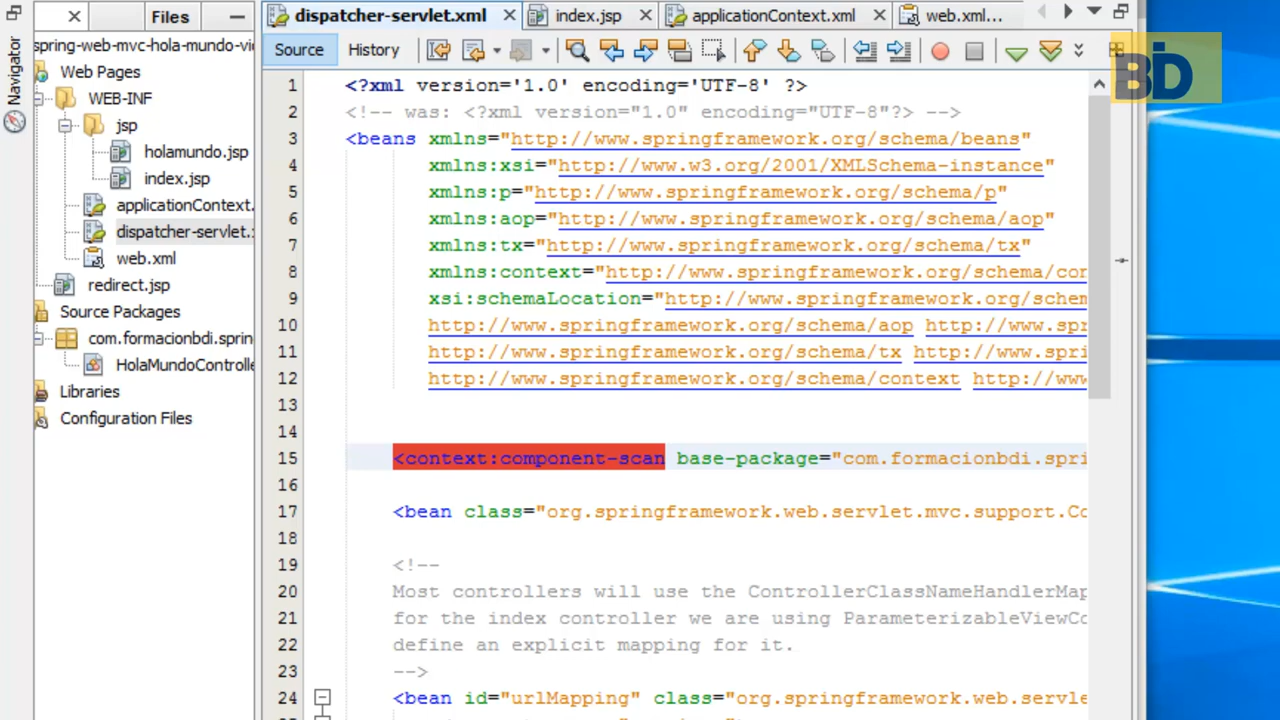 Files
dispatcher-servlet.xml
index.jsp
applicationContext.xml
web.xml...
Source
History
Navigator
spring-web-mvc-hola-mundo-vi
Web Pages
WEB-INF
jsp
holamundo.jsp
index.jsp
applicationContext.
dispatcher-servlet.
web.xml
redirect.jsp
Source Packages
com.formacionbdi.sprin
HolaMundoControlle
Libraries
Configuration Files
BDI
1 <?xml version='1.0' encoding='UTF-8' ?>
2 <!-- was: <?xml version="1.0" encoding="UTF-8"?> -->
3 <beans xmlns="http://www.springframework.org/schema/beans"
4 xmlns:xsi="http://www.w3.org/2001/XMLSchema-instance"
5 xmlns:p="http://www.springframework.org/schema/p"
6 xmlns:aop="http://www.springframework.org/schema/aop"
7 xmlns:tx="http://www.springframework.org/schema/tx"
8 xmlns:context="http://www.springframework.org/schema/con
9 xsi:schemaLocation="http://www.springframework.org/schem
10 http://www.springframework.org/schema/aop http://www.spr
11 http://www.springframework.org/schema/tx http://www.spri
12 http://www.springframework.org/schema/context http://www
13
14
15 <context:component-scan base-package="com.formacionbdi.spri
16
17 <bean class="org.springframework.web.servlet.mvc.support.Co
18
19 <!--
20 Most controllers will use the ControllerClassNameHandlerMap
21 for the index controller we are using ParameterizableViewCo
22 define an explicit mapping for it.
23 -->
24 <bean id="urlMapping" class="org.springframework.web.servle